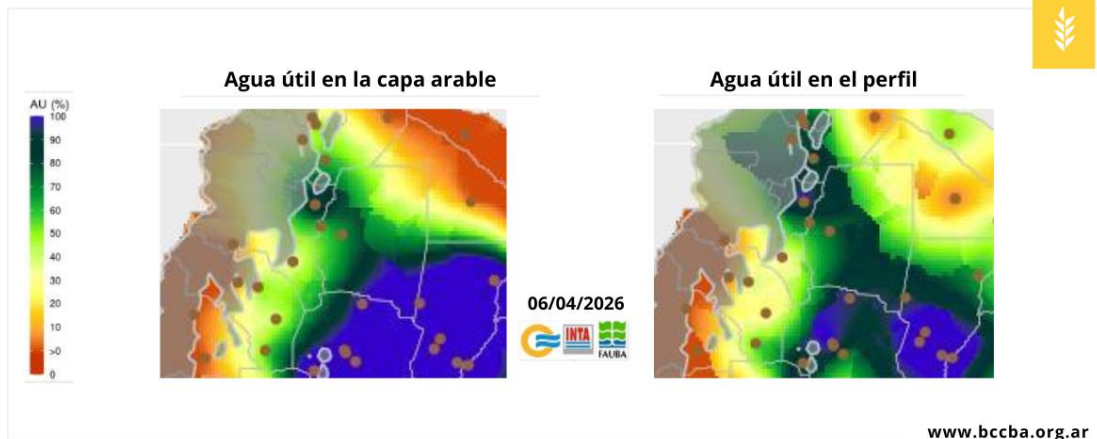 Agua útil en la capa arable
Agua útil en el perfil
AU (%)
100
90
80
70
60
50
40
30
20
10
>0
0
06/04/2026
INTA
FAUBA
www.bccba.org.ar